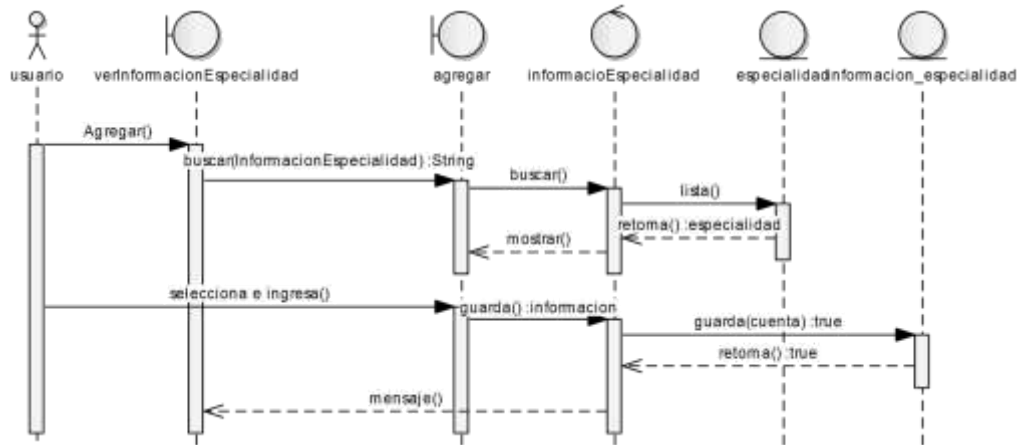 usuario
verInformacionEspecialidad
agregar
informacioEspecialidad
especialidad
informacion_especialidad
Agregar()
buscar(InformacionEspecialidad) :String
buscar()
lista()
retorna() :especialidad
mostrar()
selecciona e ingresa()
guarda() :informacion
guarda(cuenta) :true
retorna() :true
mensaje()